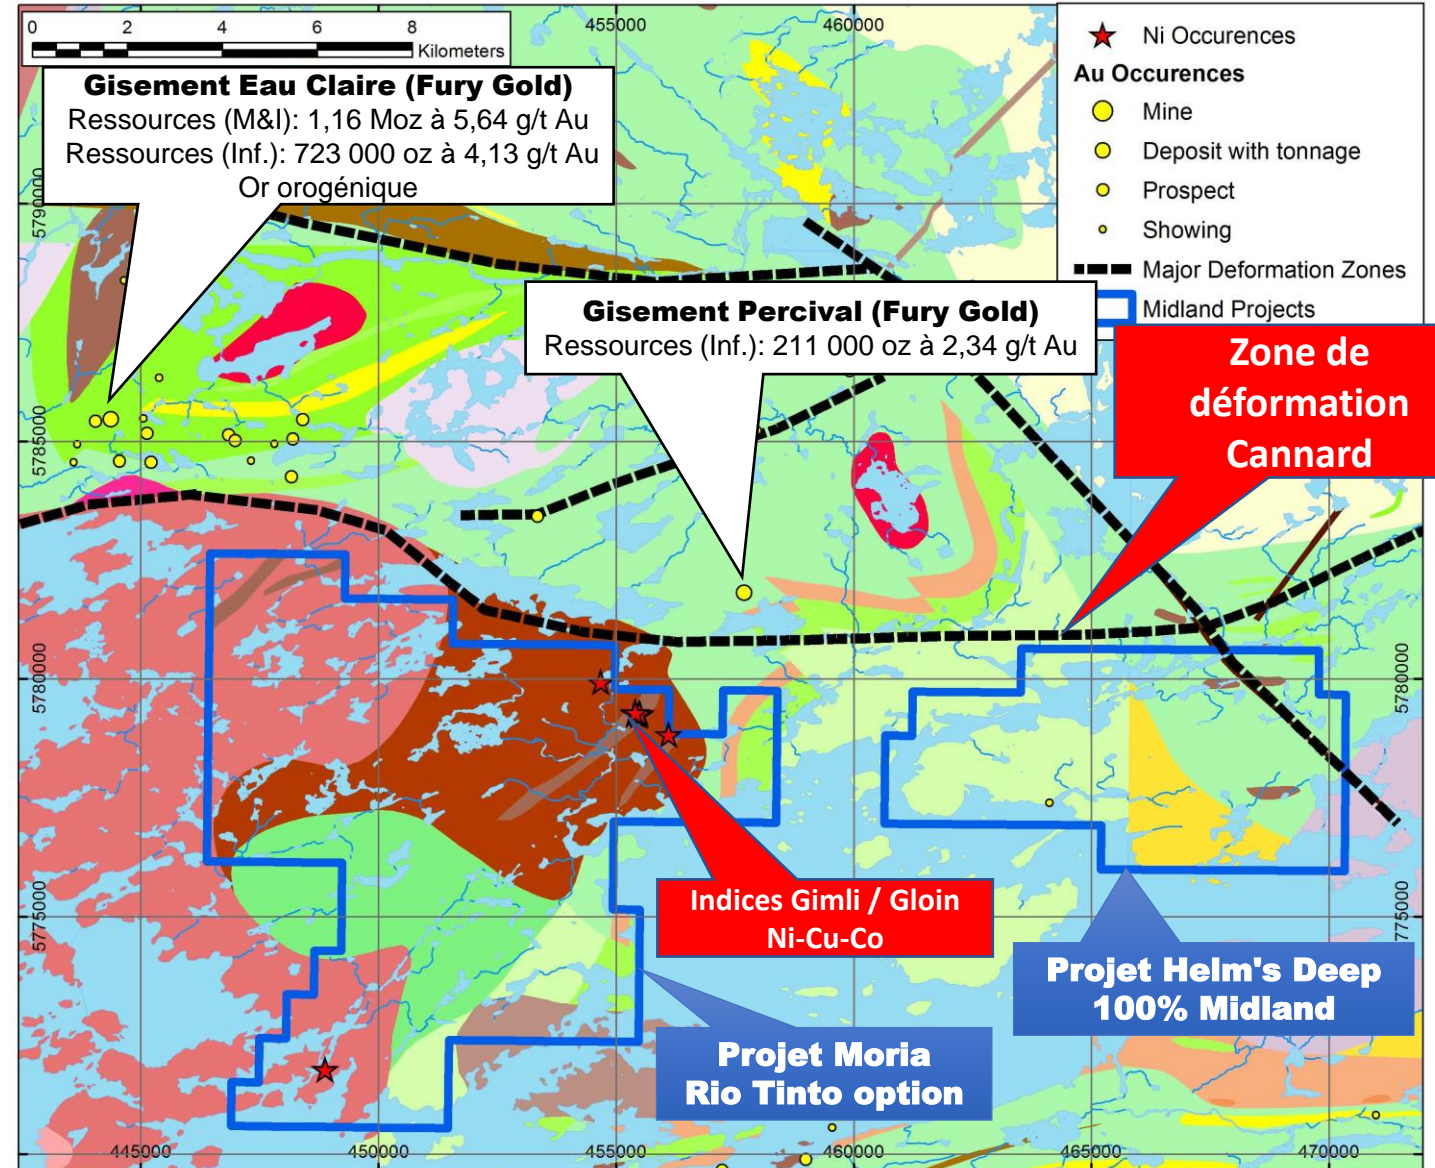 0 2 4 6 8
Kilometers
455000 460000
Ni Occurences
Au Occurences
Mine
Deposit with tonnage
Prospect
Showing
Major Deformation Zones
Midland Projects
Gisement Eau Claire (Fury Gold)
Ressources (M&I): 1,16 Moz à 5,64 g/t Au
Ressources (Inf.): 723 000 oz à 4,13 g/t Au
Or orogénique
5790000
Gisement Percival (Fury Gold)
Ressources (Inf.): 211 000 oz à 2,34 g/t Au
Zone de
déformation
Cannard
5785000
5780000
5780000
Indices Gimli / Gloin
Ni-Cu-Co
5775000
5775000
Projet Helm's Deep
100% Midland
Projet Moria
Rio Tinto option
445000 450000 455000 460000 465000 470000